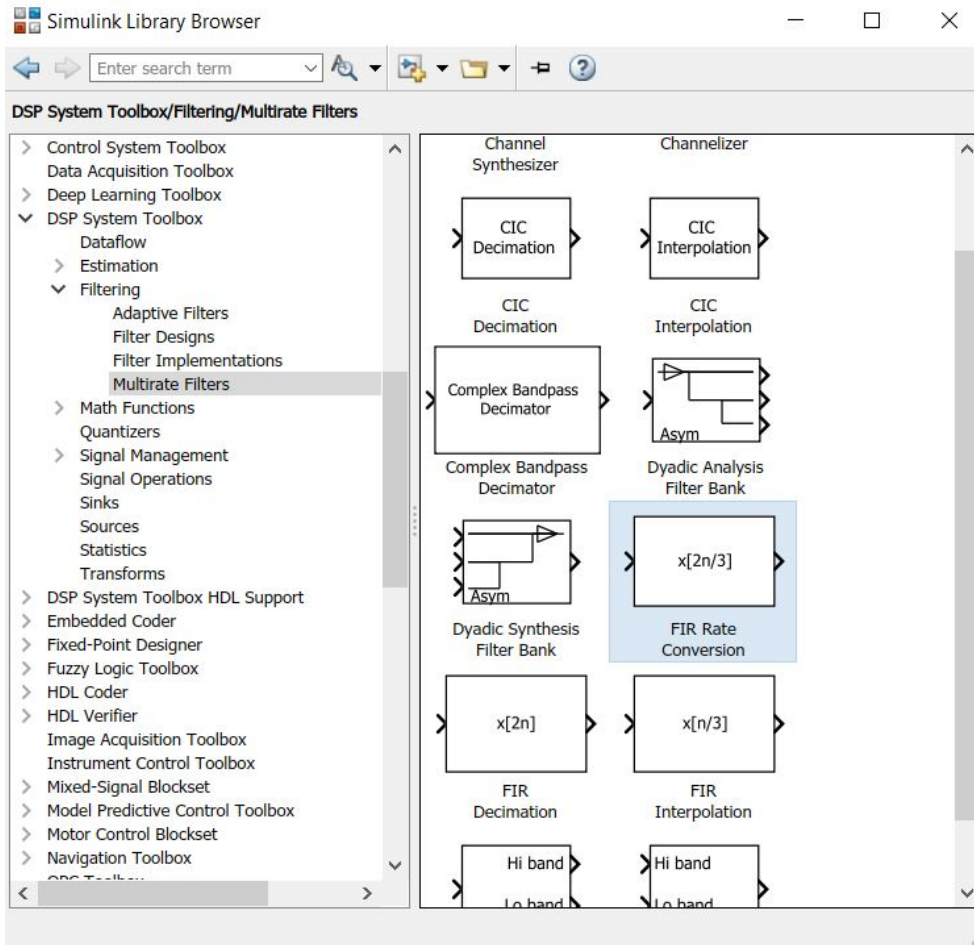 Simulink Library Browser
Enter search term
DSP System Toolbox/Filtering/Multirate Filters
Control System Toolbox
Data Acquisition Toolbox
Deep Learning Toolbox
DSP System Toolbox
Dataflow
Estimation
Filtering
Adaptive Filters
Filter Designs
Filter Implementations
Multirate Filters
Math Functions
Quantizers
Signal Management
Signal Operations
Sinks
Sources
Statistics
Transforms
DSP System Toolbox HDL Support
Embedded Coder
Fixed-Point Designer
Fuzzy Logic Toolbox
HDL Coder
HDL Verifier
Image Acquisition Toolbox
Instrument Control Toolbox
Mixed-Signal Blockset
Model Predictive Control Toolbox
Motor Control Blockset
Navigation Toolbox
Channel
Synthesizer
Channelizer
CIC
Decimation
CIC
Decimation
CIC
Interpolation
CIC
Interpolation
Complex Bandpass
Decimator
Complex Bandpass
Decimator
Asym
Dyadic Analysis
Filter Bank
Asym
Dyadic Synthesis
Filter Bank
x[2n/3]
FIR Rate
Conversion
x[2n]
FIR
Decimation
x[n/3]
FIR
Interpolation
Hi band
Lo band
Hi band
Lo band